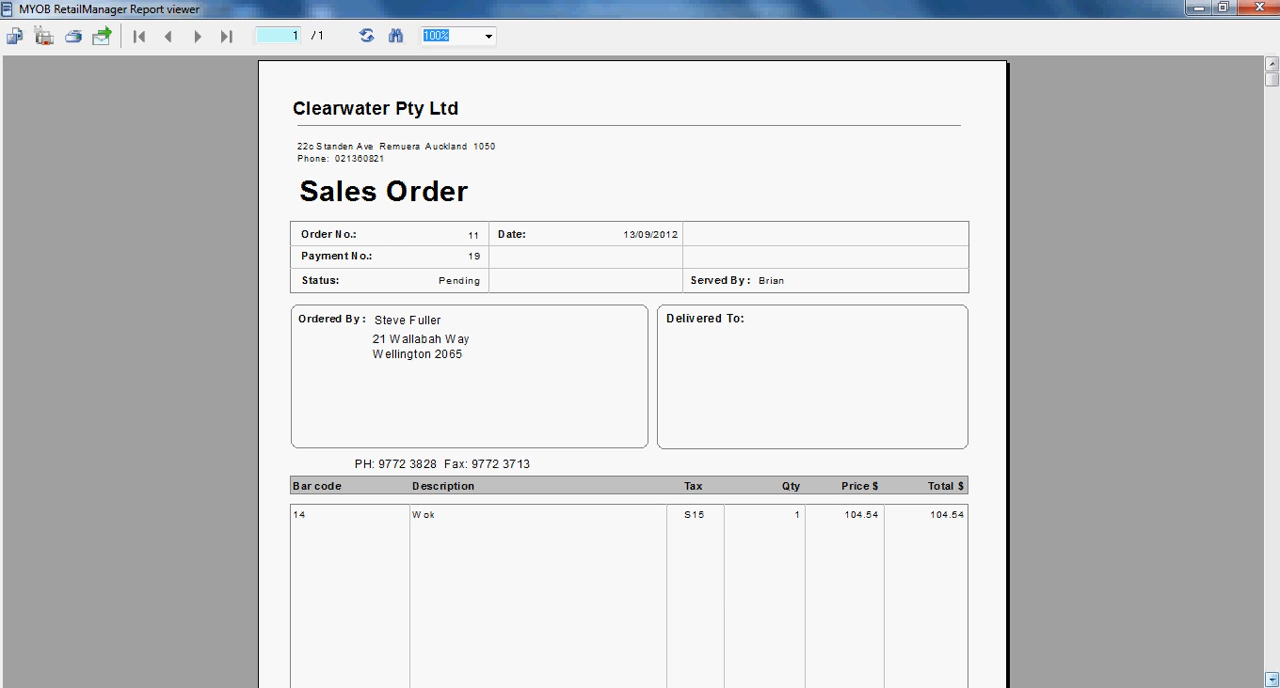 MYOB RetailManager Report viewer
1 /1 100%
Clearwater Pty Ltd
22c Standen Ave Remuera Auckland 1050
Phone: 021360821
Sales Order
Order No.: 11 Date: 13/09/2012
Payment No.: 19
Status: Pending Served By: Brian
Ordered By: Steve Fuller Delivered To:
21 Wallabah Way
Wellington 2065
PH: 9772 3828 Fax: 9772 3713
Bar code Description Tax Qty Price $ Total $
14 Wok S15 1 104.54 104.54